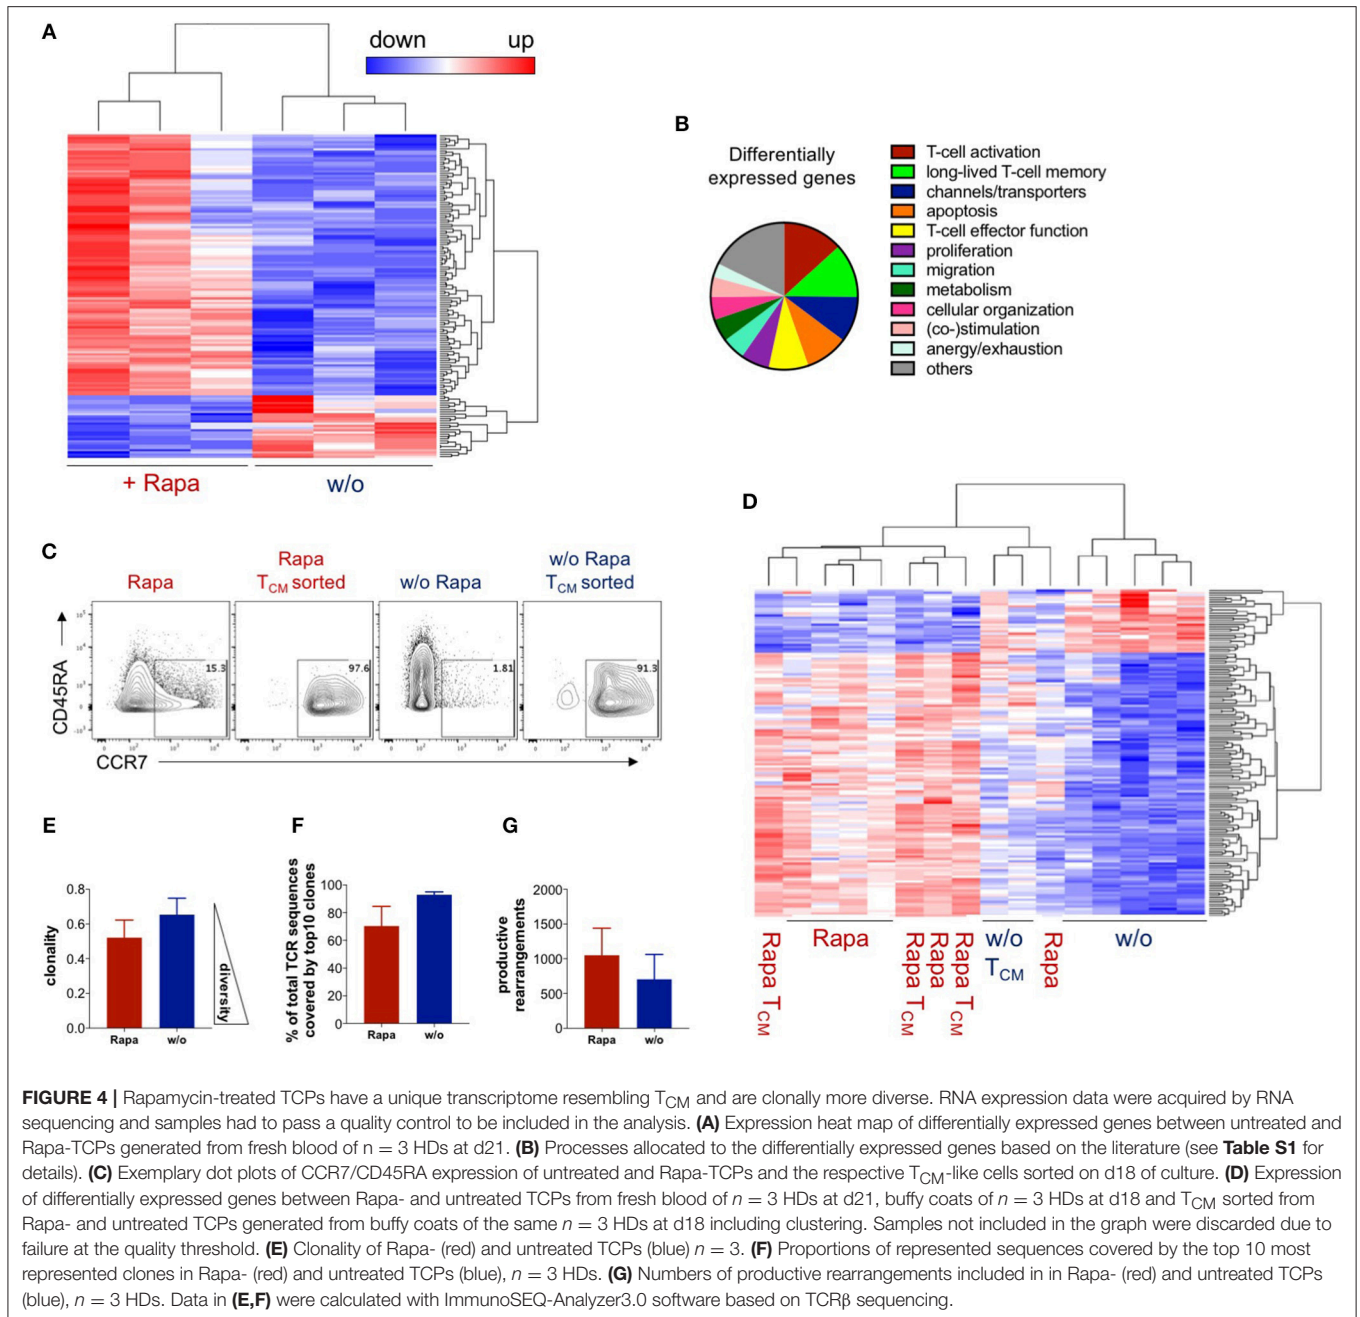 A
down up
+ Rapa w/o
B
Differentially
expressed genes
T-cell activation
long-lived T-cell memory
channels/transporters
apoptosis
T-cell effector function
proliferation
migration
metabolism
cellular organization
(co-)stimulation
anergy/exhaustion
others
C
Rapa
Rapa
TCM sorted
w/o Rapa
w/o Rapa
TCM sorted
15.3
97.6
1.81
91.3
CD45RA
CCR7
D
Rapa TCM
Rapa
Rapa TCM
Rapa
Rapa TCM
w/o
TCM
Rapa
w/o
E
clonality
0.8
0.6
0.4
0.2
0.0
Rapa w/o
diversity
F
% of total TCR sequences
covered by top10 clones
100
80
60
40
20
0
Rapa w/o
G
productive
rearrangements
2000
1500
1000
500
0
Rapa w/o
FIGURE 4 | Rapamycin-treated TCPs have a unique transcriptome resembling TCM and are clonally more diverse. RNA expression data were acquired by RNA
sequencing and samples had to pass a quality control to be included in the analysis. (A) Expression heat map of differentially expressed genes between untreated and
Rapa-TCPs generated from fresh blood of n = 3 HDs at d21. (B) Processes allocated to the differentially expressed genes based on the literature (see Table S1 for
details). (C) Exemplary dot plots of CCR7/CD45RA expression of untreated and Rapa-TCPs and the respective TCM-like cells sorted on d18 of culture. (D) Expression
of differentially expressed genes between Rapa- and untreated TCPs from fresh blood of n = 3 HDs at d21, buffy coats of n = 3 HDs at d18 and TCM sorted from
Rapa- and untreated TCPs generated from buffy coats of the same n = 3 HDs at d18 including clustering. Samples not included in the graph were discarded due to
failure at the quality threshold. (E) Clonality of Rapa- (red) and untreated TCPs (blue) n = 3. (F) Proportions of represented sequences covered by the top 10 most
represented clones in Rapa- (red) and untreated TCPs (blue), n = 3 HDs. (G) Numbers of productive rearrangements included in in Rapa- (red) and untreated TCPs
(blue), n = 3 HDs. Data in (E,F) were calculated with ImmunoSEQ-Analyzer3.0 software based on TCRβ sequencing.